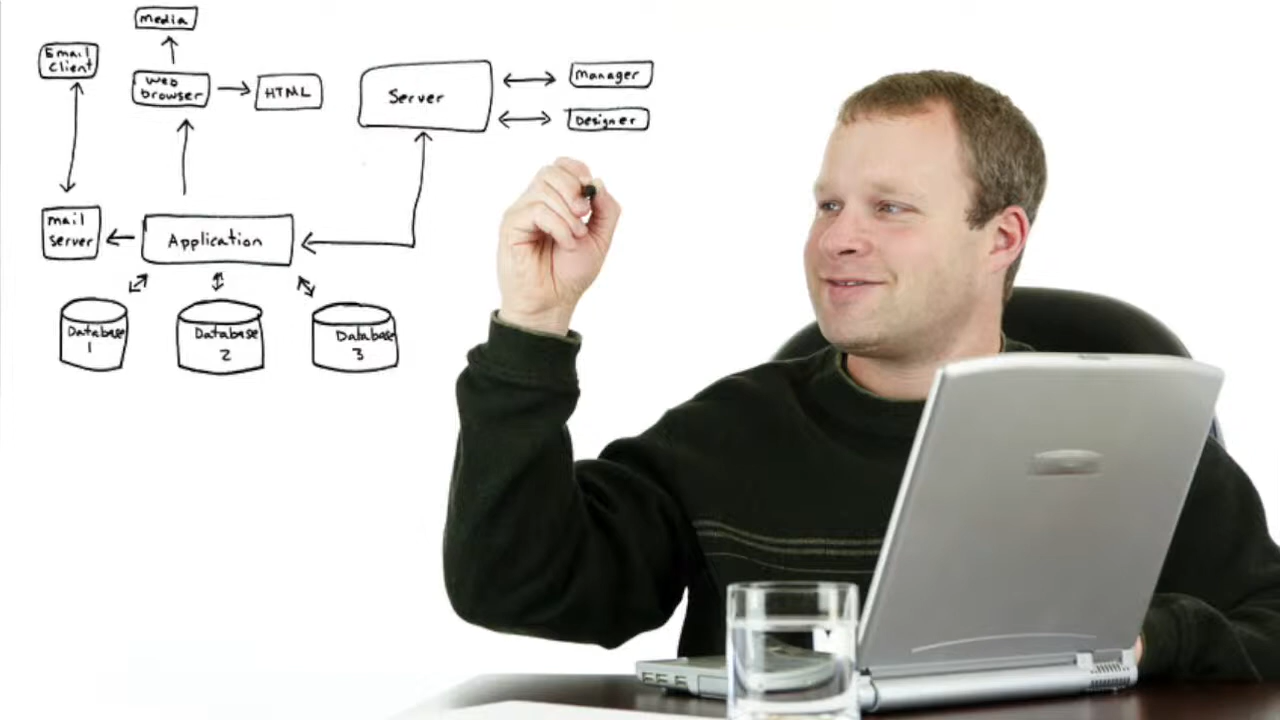 Media
Email
client
Web
browser
HTML
Server
Manager
Designer
mail
server
Application
Database
1
Database
2
Database
3